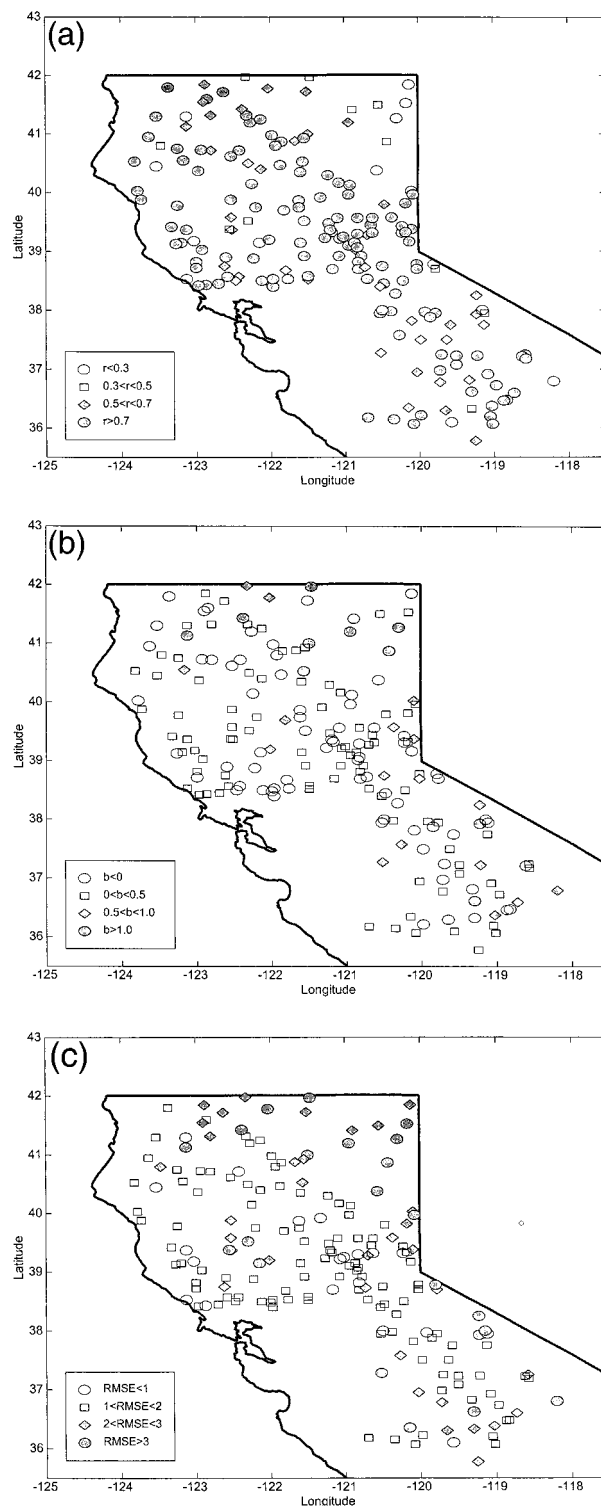 (a)
43
42
41
40
39
38
37
36
Latitude
r<0.3
0.3<r<0.5
0.5<r<0.7
r>0.7
-125 -124 -123 -122 -121 -120 -119 -118 -117
Longitude
(b)
43
42
41
40
39
38
37
36
Latitude
b<0
0<b<0.5
0.5<b<1.0
b>1.0
-125 -124 -123 -122 -121 -120 -119 -118 -117
Longitude
(c)
43
42
41
40
39
38
37
36
Latitude
RMSE<1
1<RMSE<2
2<RMSE<3
RMSE>3
-125 -124 -123 -122 -121 -120 -119 -118 -117
Longitude